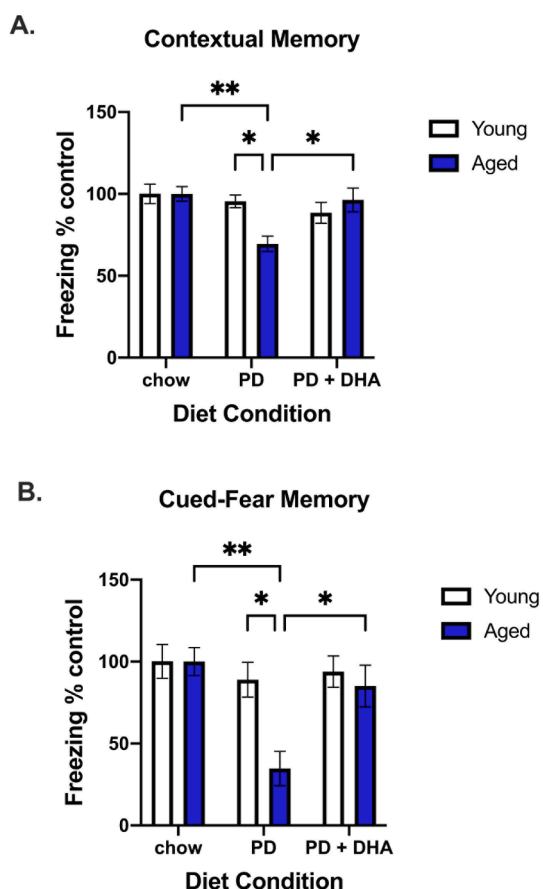 A.
Contextual Memory
**
* *
150
100
50
0
Freezing % control
Young
Aged
chow PD PD + DHA
Diet Condition
B.
Cued-Fear Memory
**
* *
150
100
50
0
Freezing % control
Young
Aged
chow PD PD + DHA
Diet Condition